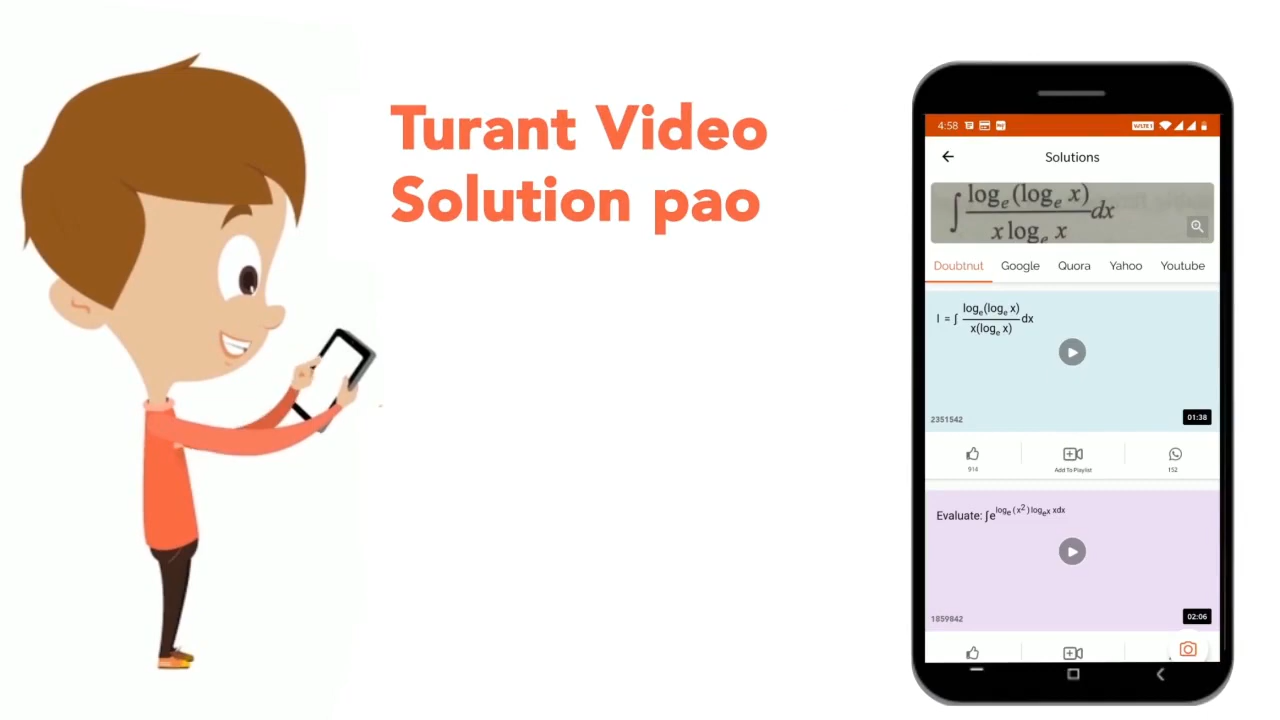 Turant Video
Solution pao
4:58
VoLTE1
Solutions
∫ logₑ(logₑ x) / x logₑ x dx
Doubtnut Google Quora Yahoo Youtube
I = ∫ logₑ(logₑ x) / x(logₑ x) dx
2351542 01:38
914 Add To Playlist 152
Evaluate: ∫e^logₑ(x²)logₑx xdx
1859842 02:06